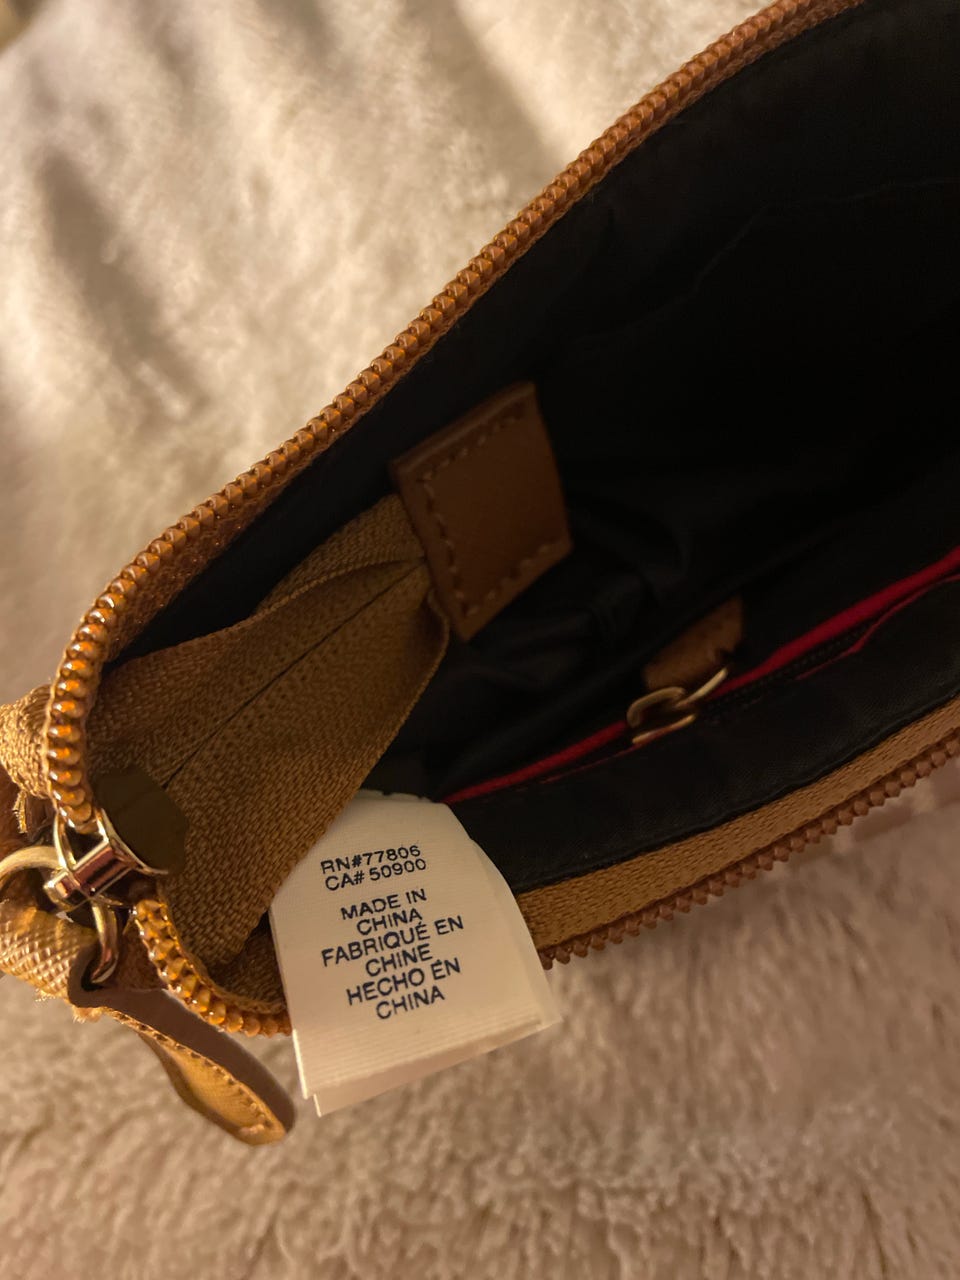 RN#77806
CA# 50900
MADE IN
CHINA
FABRIQUÉ EN
CHINE
HECHO EN
CHINA